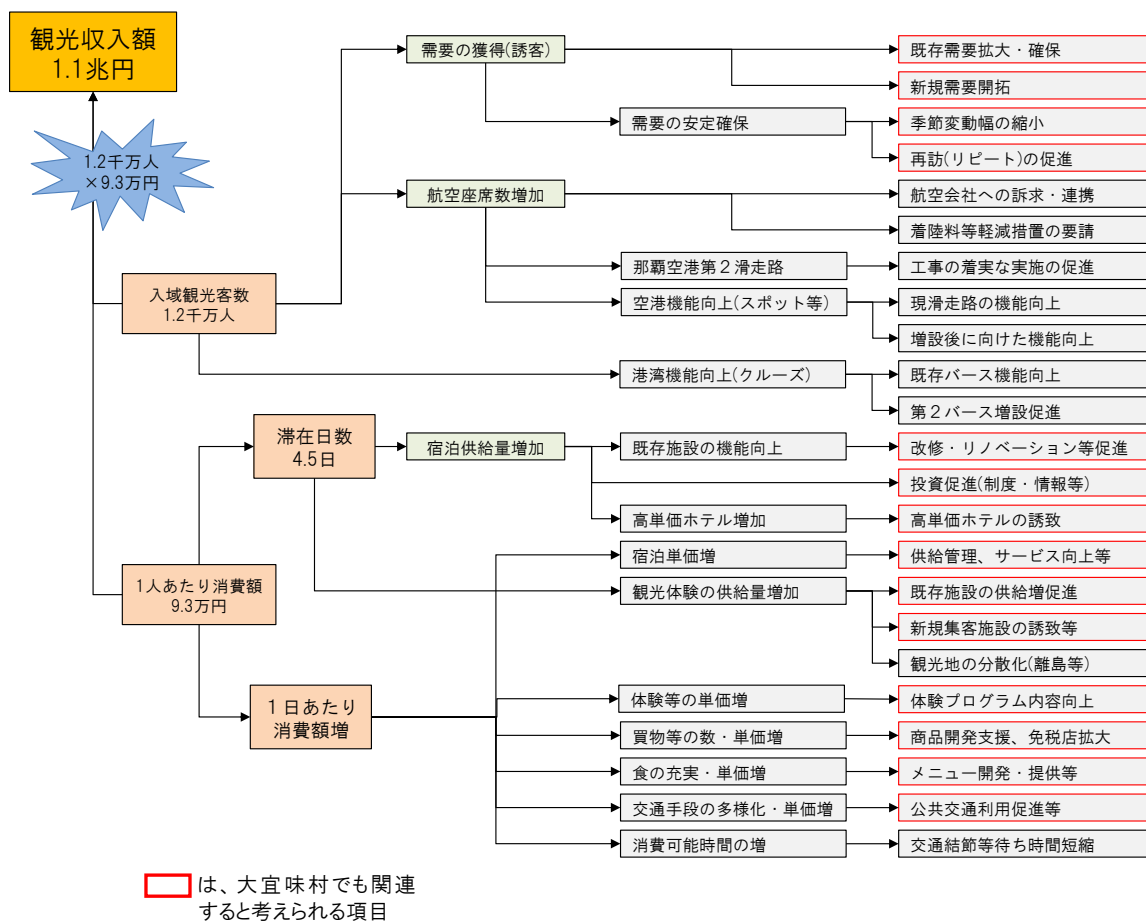 観光収入額
1.1兆円
1.2千万人
×9.3万円
入域観光客数
1.2千万人
1人あたり消費額
9.3万円
滞在日数
4.5日
1日あたり
消費額増
需要の獲得(誘客)
航空座席数増加
宿泊供給量増加
需要の安定確保
那覇空港第２滑走路
空港機能向上(スポット等)
港湾機能向上(クルーズ)
既存施設の機能向上
高単価ホテル増加
宿泊単価増
観光体験の供給量増加
体験等の単価増
買物等の数・単価増
食の充実・単価増
交通手段の多様化・単価増
消費可能時間の増
既存需要拡大・確保
新規需要開拓
季節変動幅の縮小
再訪(リピート)の促進
航空会社への訴求・連携
着陸料等軽減措置の要請
工事の着実な実施の促進
現滑走路の機能向上
増設後に向けた機能向上
既存バース機能向上
第２バース増設促進
改修・リノベーション等促進
投資促進(制度・情報等)
高単価ホテルの誘致
供給管理、サービス向上等
既存施設の供給増促進
新規集客施設の誘致等
観光地の分散化(離島等)
体験プログラム内容向上
商品開発支援、免税店拡大
メニュー開発・提供等
公共交通利用促進等
交通結節等待ち時間短縮
は、大宜味村でも関連
すると考えられる項目